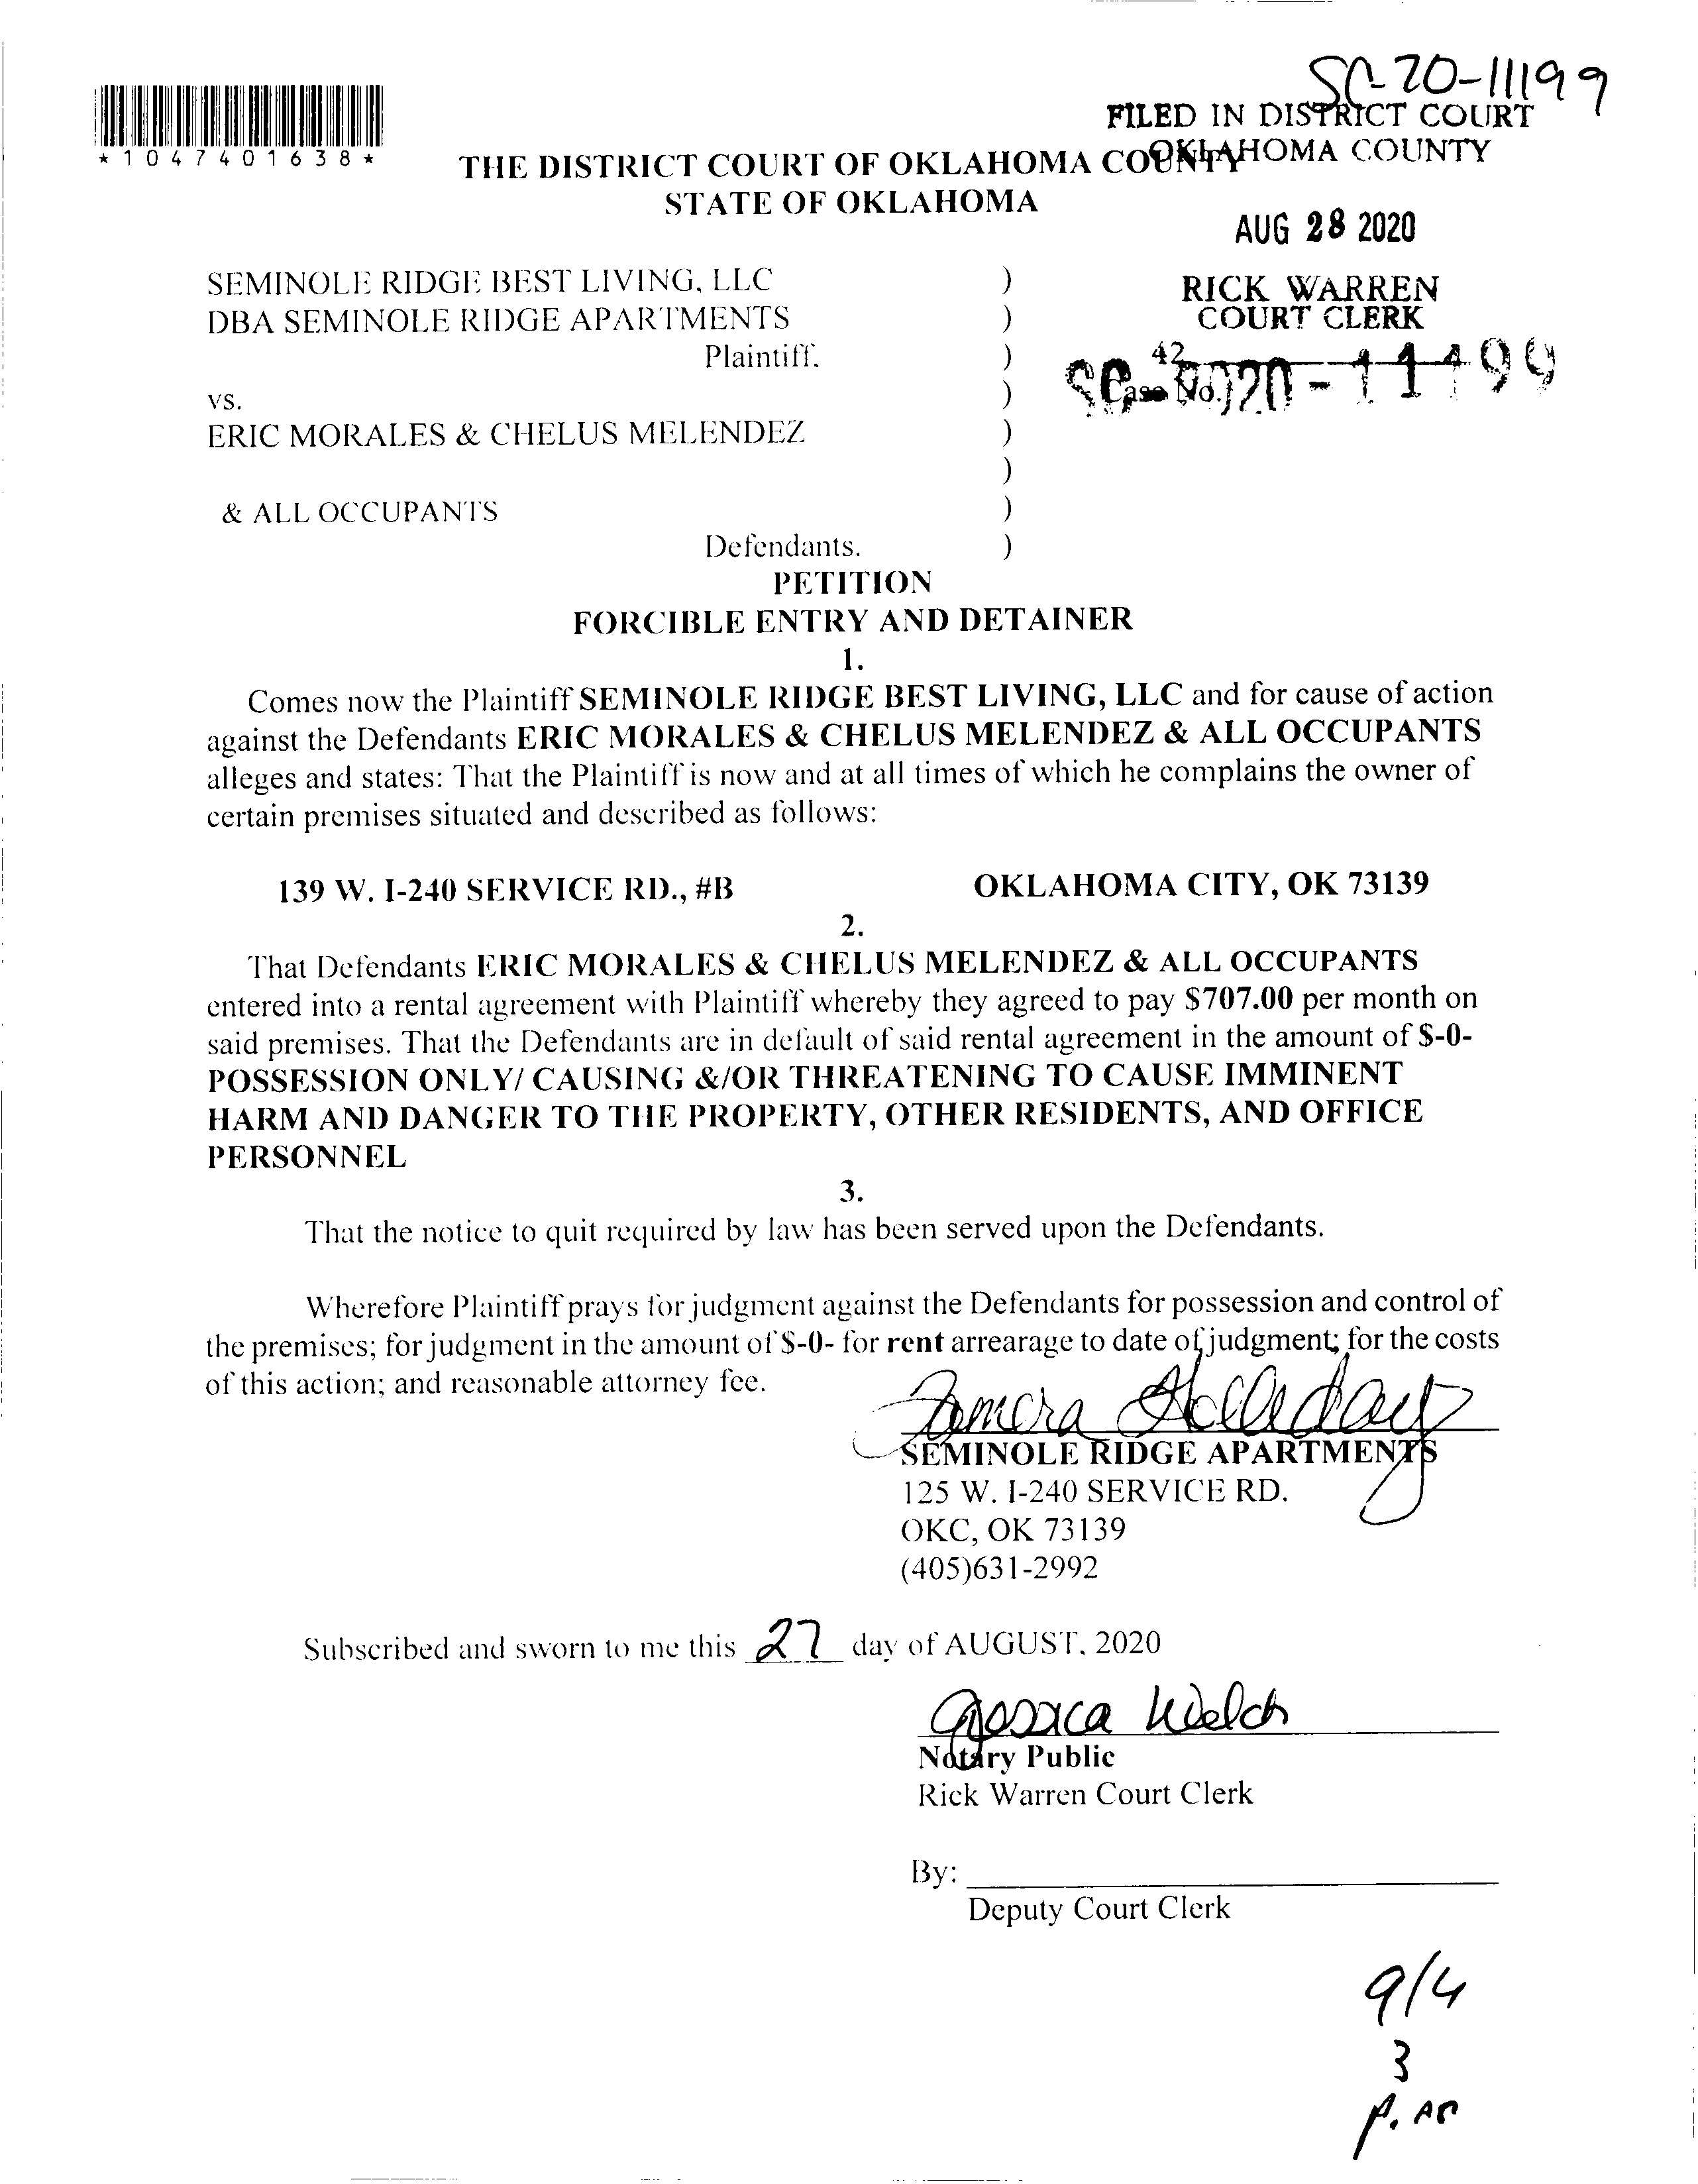 SC-20-11199
FILED IN DISTRICT COURT
OKLAHOMA COUNTY
*1047401638*
THE DISTRICT COURT OF OKLAHOMA COUNTY
STATE OF OKLAHOMA
AUG 28 2020
SEMINOLE RIDGE BEST LIVING, LLC )
RICK WARREN
COURT CLERK
DBA SEMINOLE RIDGE APARTMENTS )
Plaintiff. )
42
SC-2020-11199
Case No.
vs. )
ERIC MORALES & CHELUS MELENDEZ )
)
& ALL OCCUPANTS )
Defendants. )
PETITION
FORCIBLE ENTRY AND DETAINER
1.
Comes now the Plaintiff SEMINOLE RIDGE BEST LIVING, LLC and for cause of action
against the Defendants ERIC MORALES & CHELUS MELENDEZ & ALL OCCUPANTS
alleges and states: That the Plaintiff is now and at all times of which he complains the owner of
certain premises situated and described as follows:
139 W. I-240 SERVICE RD., #B OKLAHOMA CITY, OK 73139
2.
That Defendants ERIC MORALES & CHELUS MELENDEZ & ALL OCCUPANTS
entered into a rental agreement with Plaintiff whereby they agreed to pay $707.00 per month on
said premises. That the Defendants are in default of said rental agreement in the amount of $-0-
POSSESSION ONLY/ CAUSING &/OR THREATENING TO CAUSE IMMINENT
HARM AND DANGER TO THE PROPERTY, OTHER RESIDENTS, AND OFFICE
PERSONNEL
3.
That the notice to quit required by law has been served upon the Defendants.
Wherefore Plaintiff prays for judgment against the Defendants for possession and control of
the premises; for judgment in the amount of $-0- for rent arrearage to date of judgment; for the costs
of this action; and reasonable attorney fee.
Tamera Holladay
SEMINOLE RIDGE APARTMENTS
125 W. I-240 SERVICE RD.
OKC, OK 73139
(405)631-2992
Subscribed and sworn to me this 27 day of AUGUST, 2020
Jessica Welch
Notary Public
Rick Warren Court Clerk
By:
Deputy Court Clerk
9/4
3